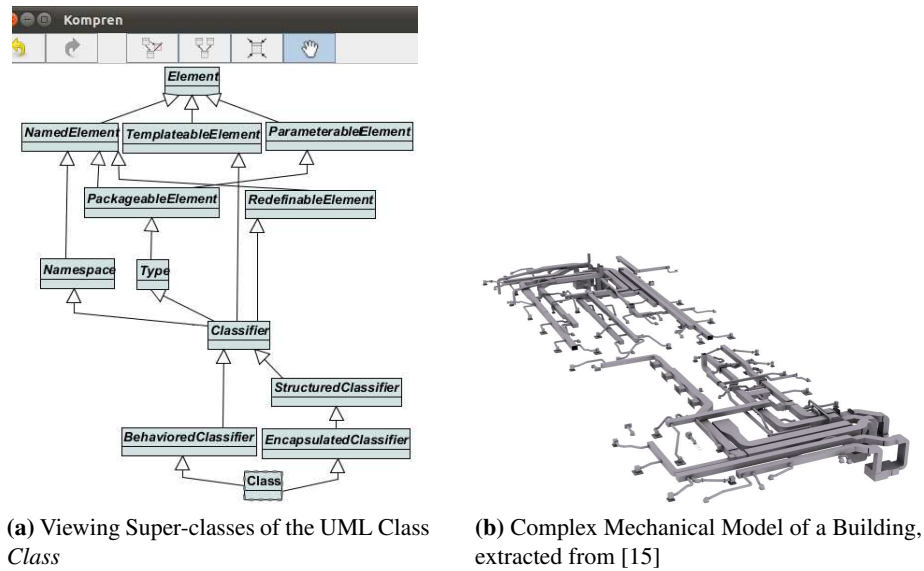 Kompren
Element
NamedElement
TemplateableElement
ParameterableElement
PackageableElement
RedefinableElement
Namespace
Type
Classifier
StructuredClassifier
BehavioredClassifier
EncapsulatedClassifier
Class
(a) Viewing Super-classes of the UML Class
Class
(b) Complex Mechanical Model of a Building,
extracted from [15]